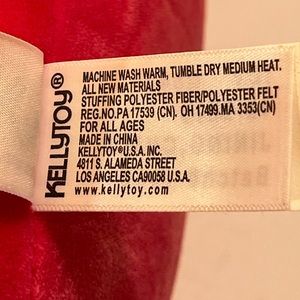 KELLYTOY®
MACHINE WASH WARM, TUMBLE DRY MEDIUM HEAT.
ALL NEW MATERIALS
STUFFING POLYESTER FIBER/POLYESTER FELT
REG.NO.PA 17539 (CN). OH 17499.MA 3353(CN)
FOR ALL AGES
MADE IN CHINA
KELLYTOY®U.S.A. INC.
4811 S. ALAMEDA STREET
LOS ANGELES CA90058 U.S.A.
www.kellytoy.com